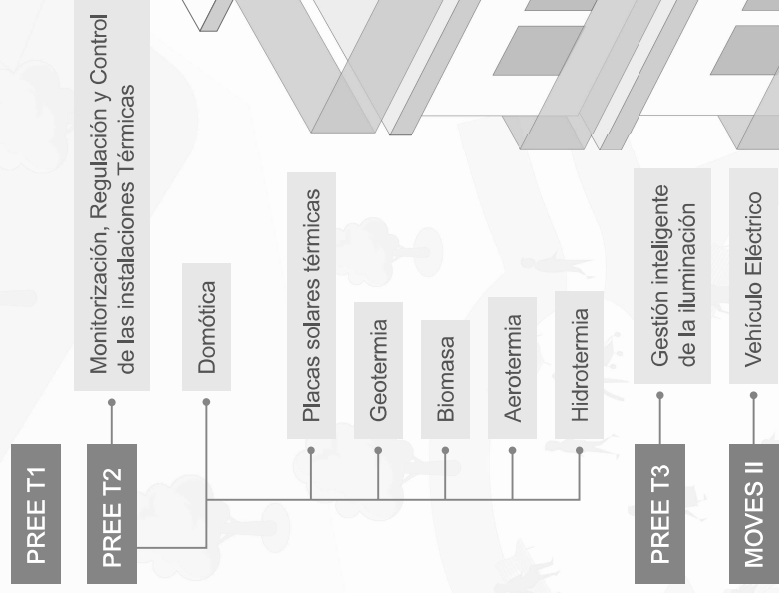 PREE T1
PREE T2
Monitorización, Regulación y Control
de las instalaciones Térmicas
Domótica
Placas solares térmicas
Geotermia
Biomasa
Aerotermia
Hidrotermia
PREE T3
Gestión inteligente
de la iluminación
MOVES II
Vehículo Eléctrico